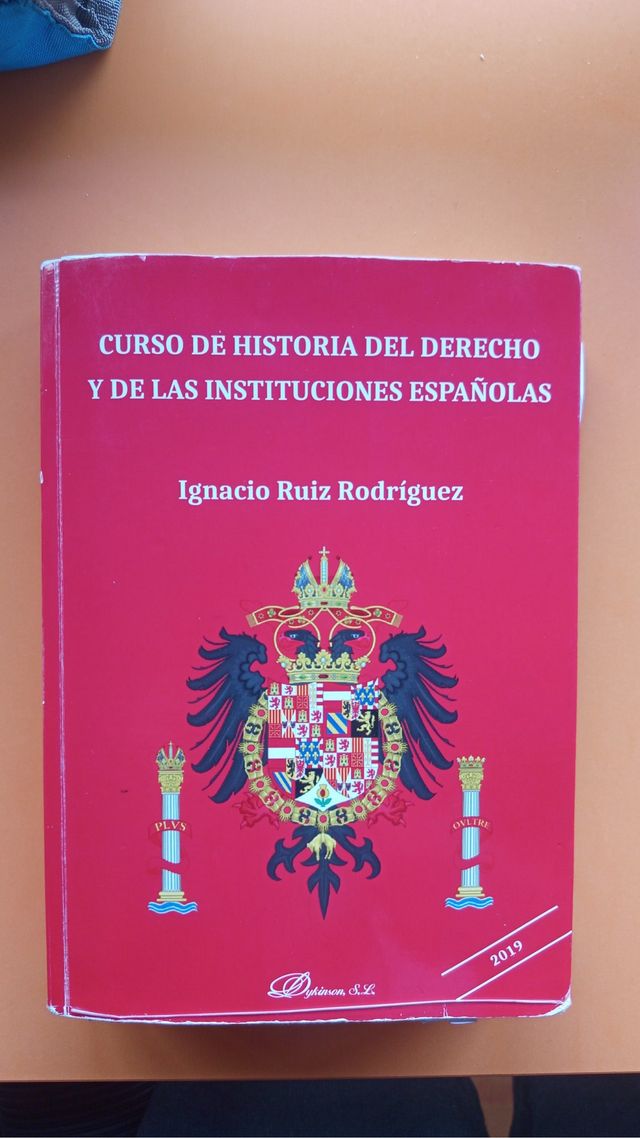 CURSO DE HISTORIA DEL DERECHO
Y DE LAS INSTITUCIONES ESPAÑOLAS
Ignacio Ruiz Rodríguez
PLVS
OVLTRE
2019
Dykinson, S.L.